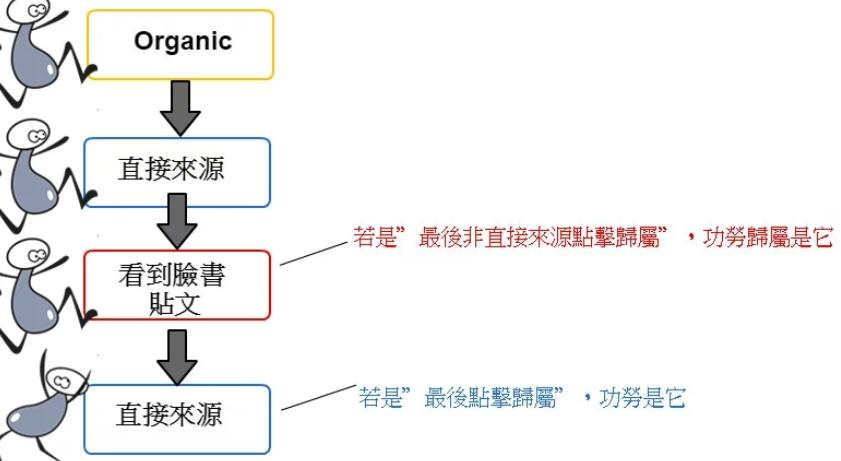 Organic
直接來源
若是”最後非直接來源點擊歸屬”，功勞歸屬是它
看到臉書
貼文
若是”最後點擊歸屬”，功勞是它
直接來源